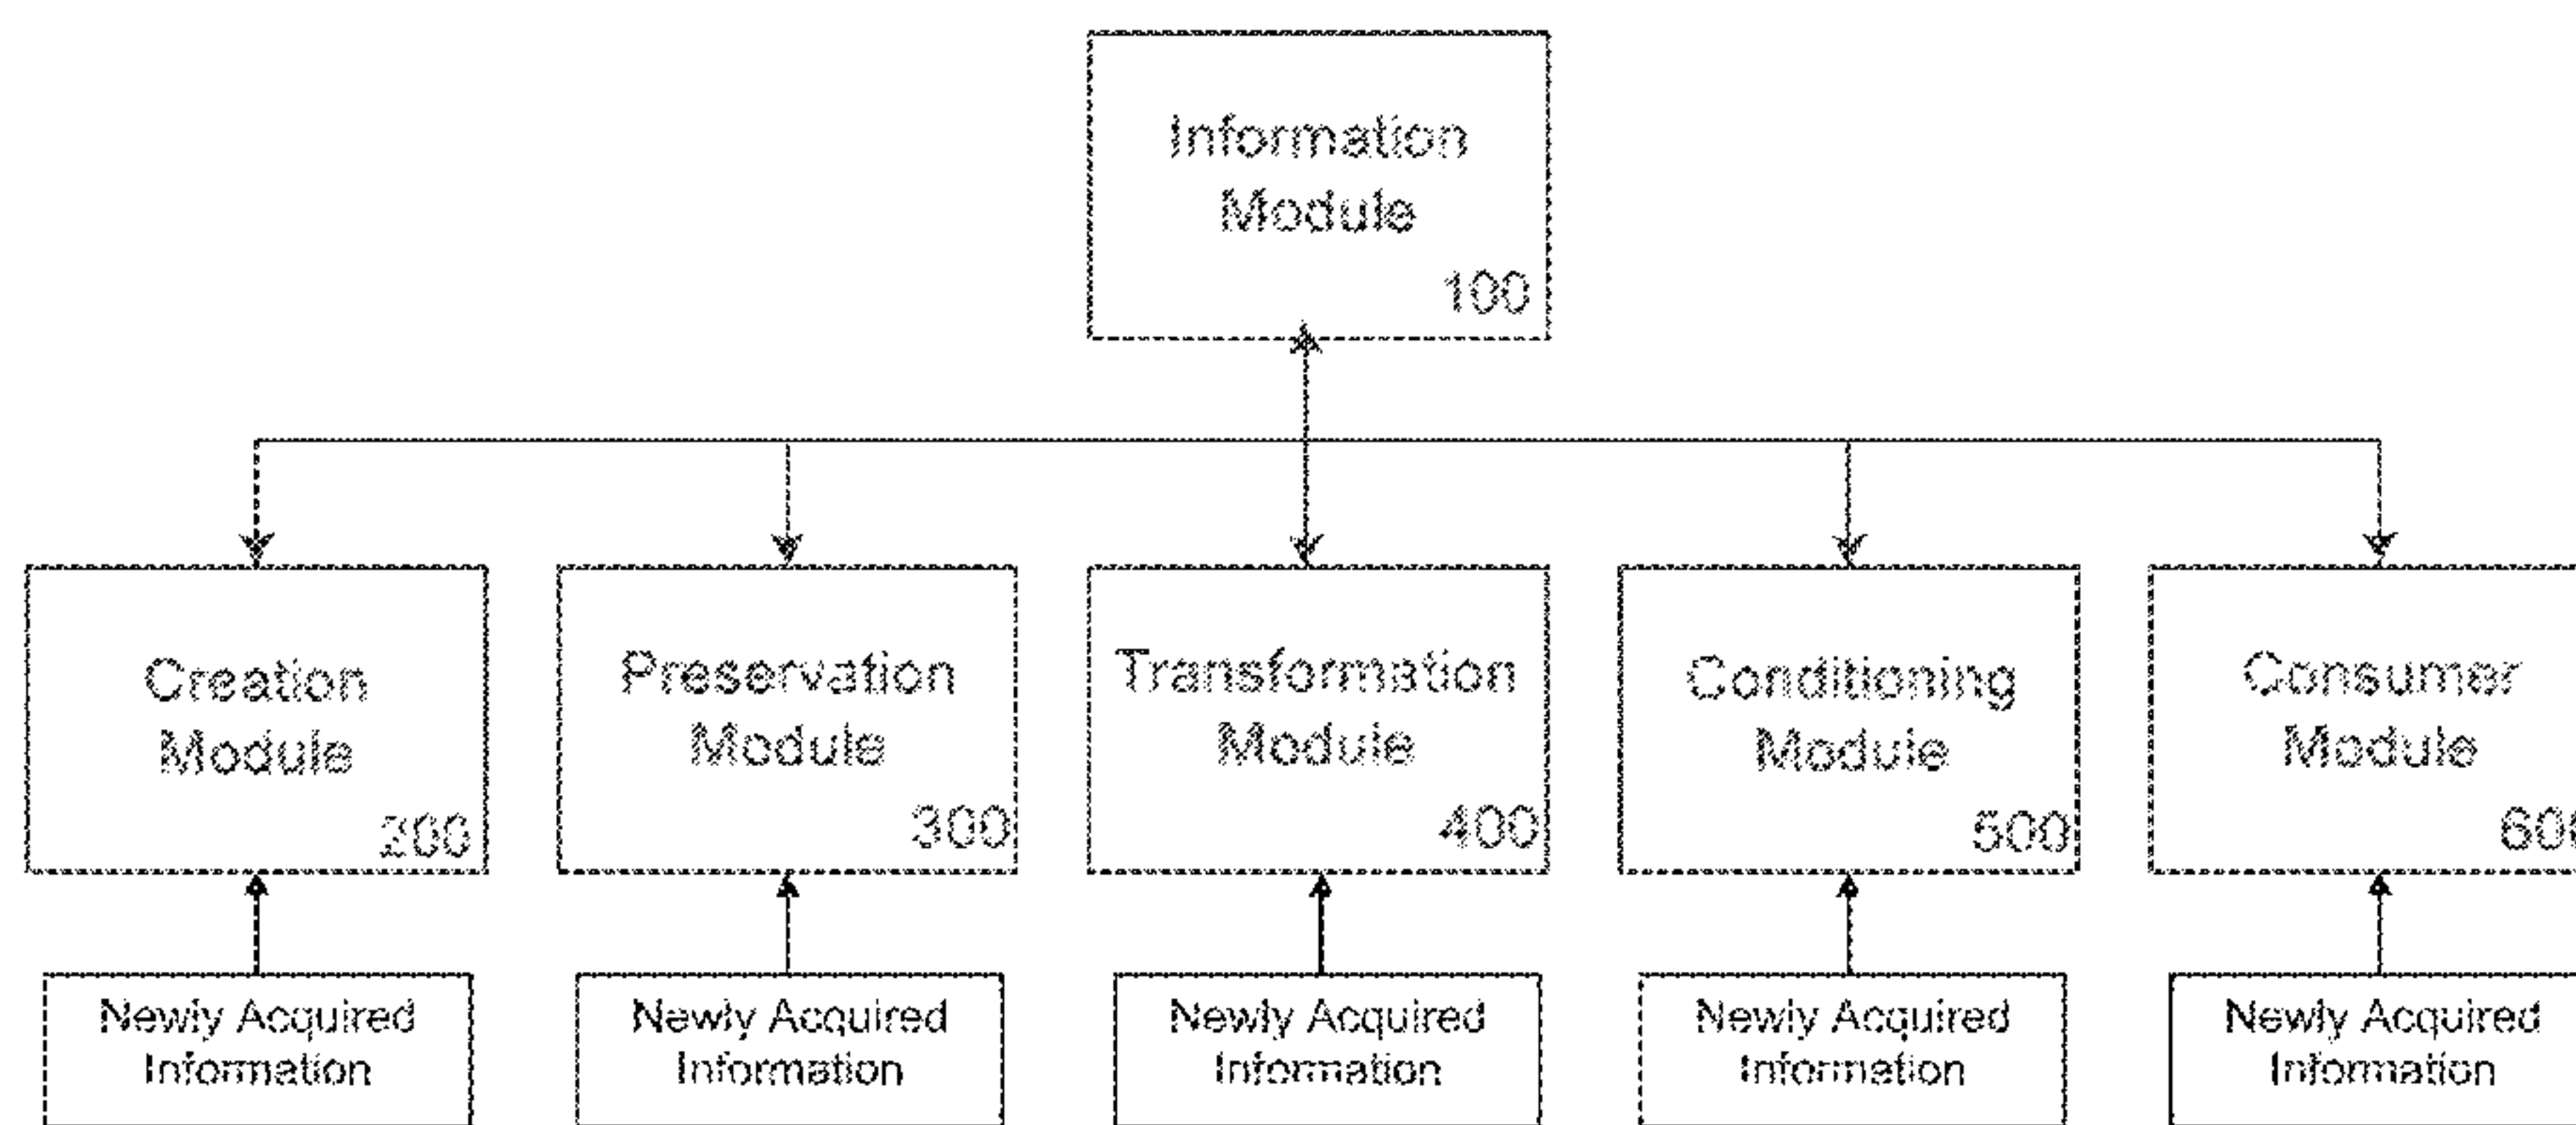 Information
Module
100
Creation
Module
200
Preservation
Module
300
Transformation
Module
400
Conditioning
Module
500
Consumer
Module
Newly Acquired
Information
Newly Acquired
Information
Newly Acquired
Information
Newly Acquired
Information
Newly Acquired
Information